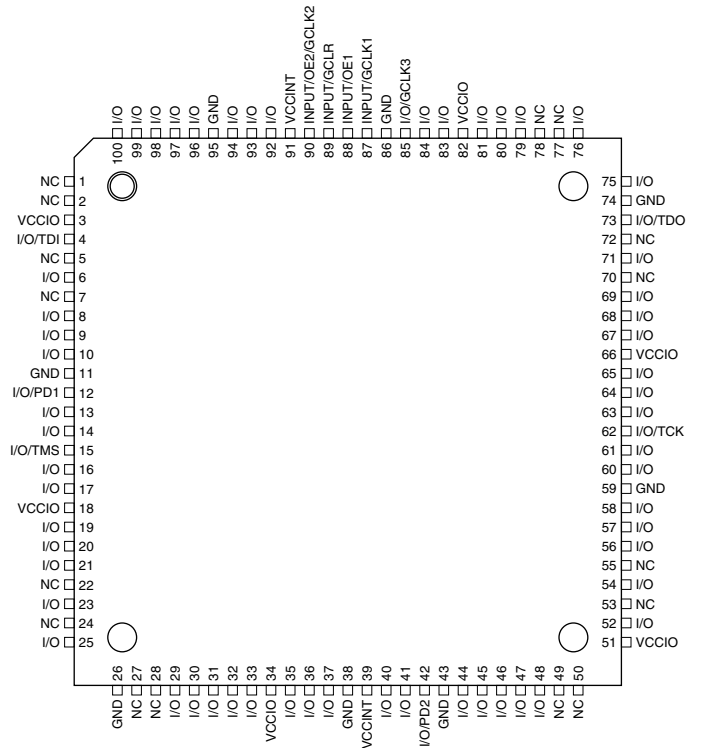 I/O
I/O
I/O
I/O
I/O
GND
I/O
I/O
I/O
VCCINT
INPUT/OE2/GCLK2
INPUT/GCLR
INPUT/OE1
INPUT/GCLK1
GND
I/O/GCLK3
I/O
I/O
VCCIO
I/O
I/O
I/O
NC
NC
I/O
100
99
98
97
96
95
94
93
92
91
90
89
88
87
86
85
84
83
82
81
80
79
78
77
76
NC 1
NC 2
VCCIO 3
I/O/TDI 4
NC 5
I/O 6
NC 7
I/O 8
I/O 9
I/O 10
GND 11
I/O/PD1 12
I/O 13
I/O 14
I/O/TMS 15
I/O 16
I/O 17
VCCIO 18
I/O 19
I/O 20
I/O 21
NC 22
I/O 23
NC 24
I/O 25
75 I/O
74 GND
73 I/O/TDO
72 NC
71 I/O
70 NC
69 I/O
68 I/O
67 I/O
66 VCCIO
65 I/O
64 I/O
63 I/O
62 I/O/TCK
61 I/O
60 I/O
59 GND
58 I/O
57 I/O
56 I/O
55 NC
54 I/O
53 NC
52 I/O
51 VCCIO
26
27
28
29
30
31
32
33
34
35
36
37
38
39
40
41
42
43
44
45
46
47
48
49
50
GND
NC
NC
I/O
I/O
I/O
I/O
I/O
VCCIO
I/O
I/O
I/O
GND
VCCINT
I/O
I/O
I/O/PD2
GND
I/O
I/O
I/O
I/O
I/O
NC
NC